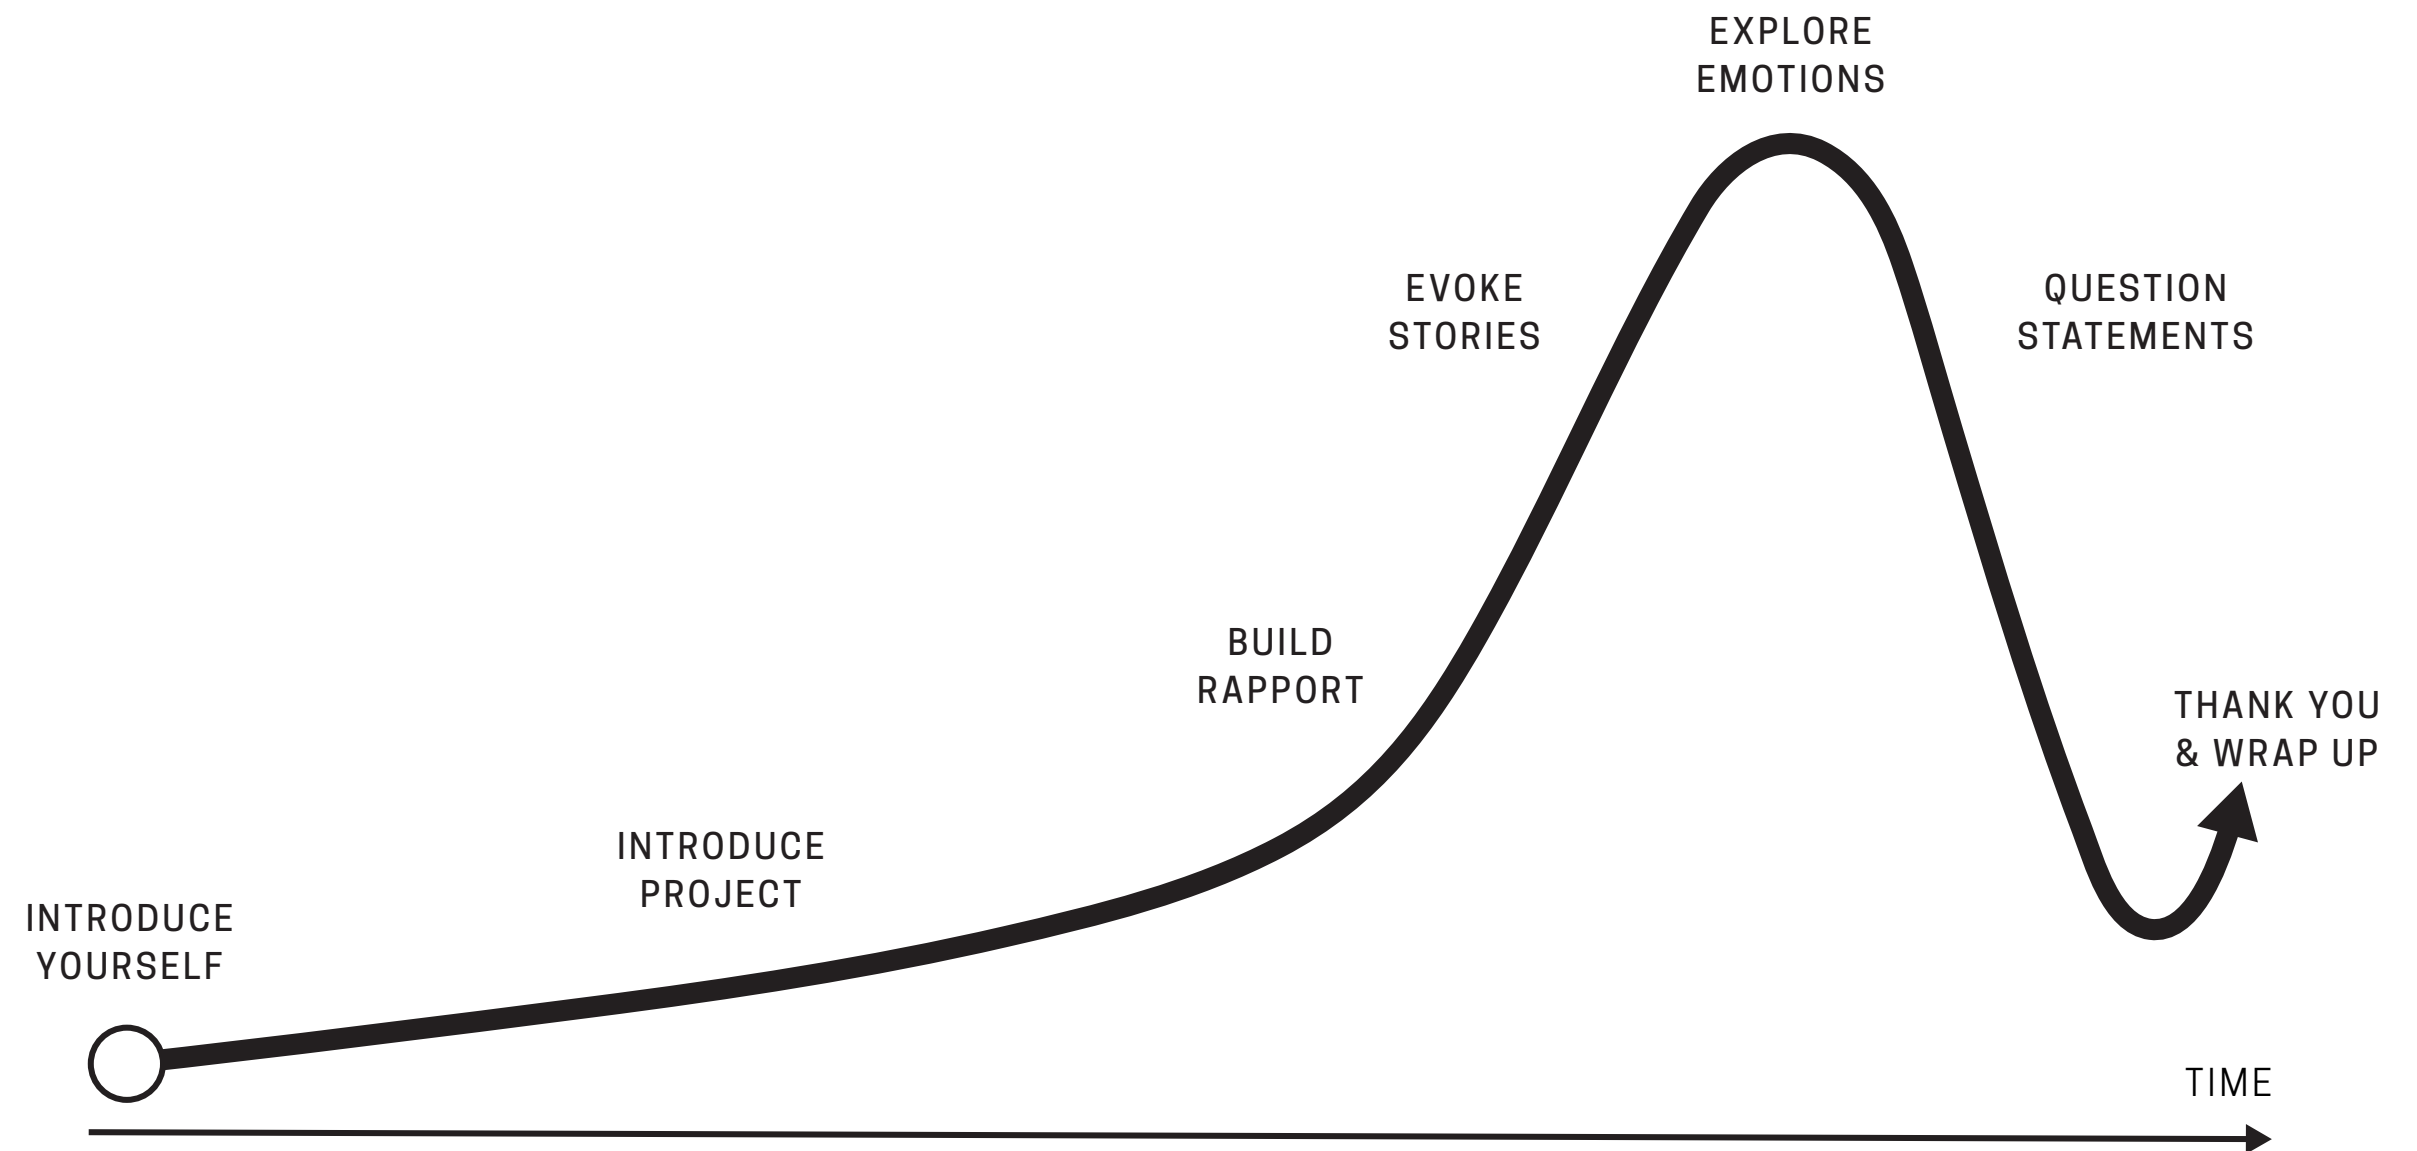 INTRODUCE
YOURSELF
INTRODUCE
PROJECT
BUILD
RAPPORT
EVOKE
STORIES
EXPLORE
EMOTIONS
QUESTION
STATEMENTS
THANK YOU
& WRAP UP
TIME